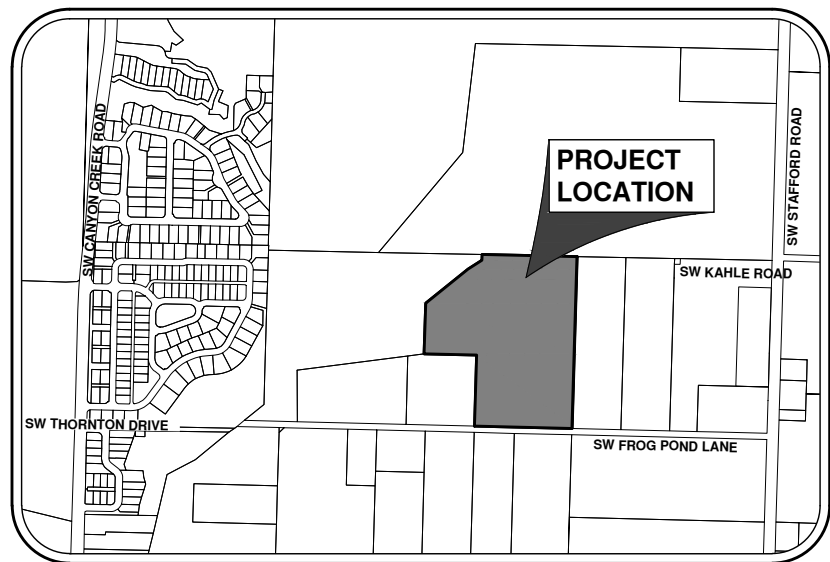 SW CANYON CREEK ROAD
PROJECT
LOCATION
SW STAFFORD ROAD
SW KAHLE ROAD
SW THORNTON DRIVE
SW FROG POND LANE